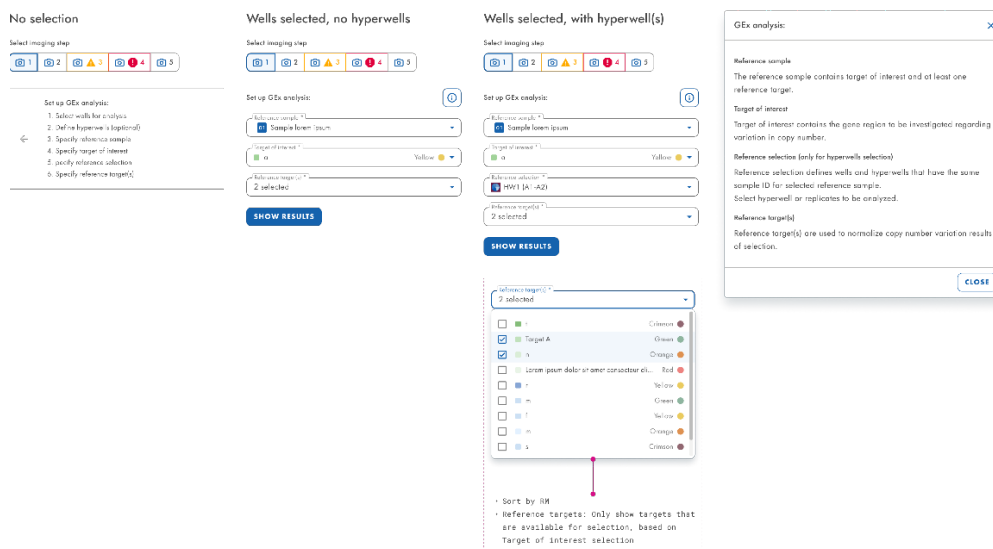 No selection
Select imaging step
1 2 3 4 5
Set up GEx analysis:
1. Select wells for analysis
2. Define hyperwells (optional)
3. Specify reference sample
4. Specify target of interest
5. pecify reference selection
6. Specify reference target(s)
Wells selected, no hyperwells
Select imaging step
1 2 3 4 5
Set up GEx analysis:
Reference sample *
01 Sample lorem ipsum
Target of interest *
a Yellow
Reference target(s) *
2 selected
SHOW RESULTS
Wells selected, with hyperwell(s)
Select imaging step
1 2 3 4 5
Set up GEx analysis:
Reference sample *
01 Sample lorem ipsum
Target of interest *
a Yellow
Reference selection *
HW1 (A1-A2)
Reference target(s) *
2 selected
SHOW RESULTS
Reference target(s) *
2 selected
r Crimson
Target A Green
n Orange
Lorem ipsum dolor sit amet consectetur eli... Red
r Yellow
m Green
f Yellow
m Orange
a Crimson
• Sort by RM
• Reference targets: Only show targets that
are available for selection, based on
Target of interest selection
GEx analysis:
Reference sample
The reference sample contains target of interest and at least one
reference target.
Target of interest
Target of interest contains the gene region to be investigated regarding
variation in copy number.
Reference selection (only for hyperwells selection)
Reference selection defines wells and hyperwells that have the same
sample ID for selected reference sample.
Select hyperwell or replicates to be analyzed.
Reference target(s)
Reference target(s) are used to normalize copy number variation results
of selection.
CLOSE